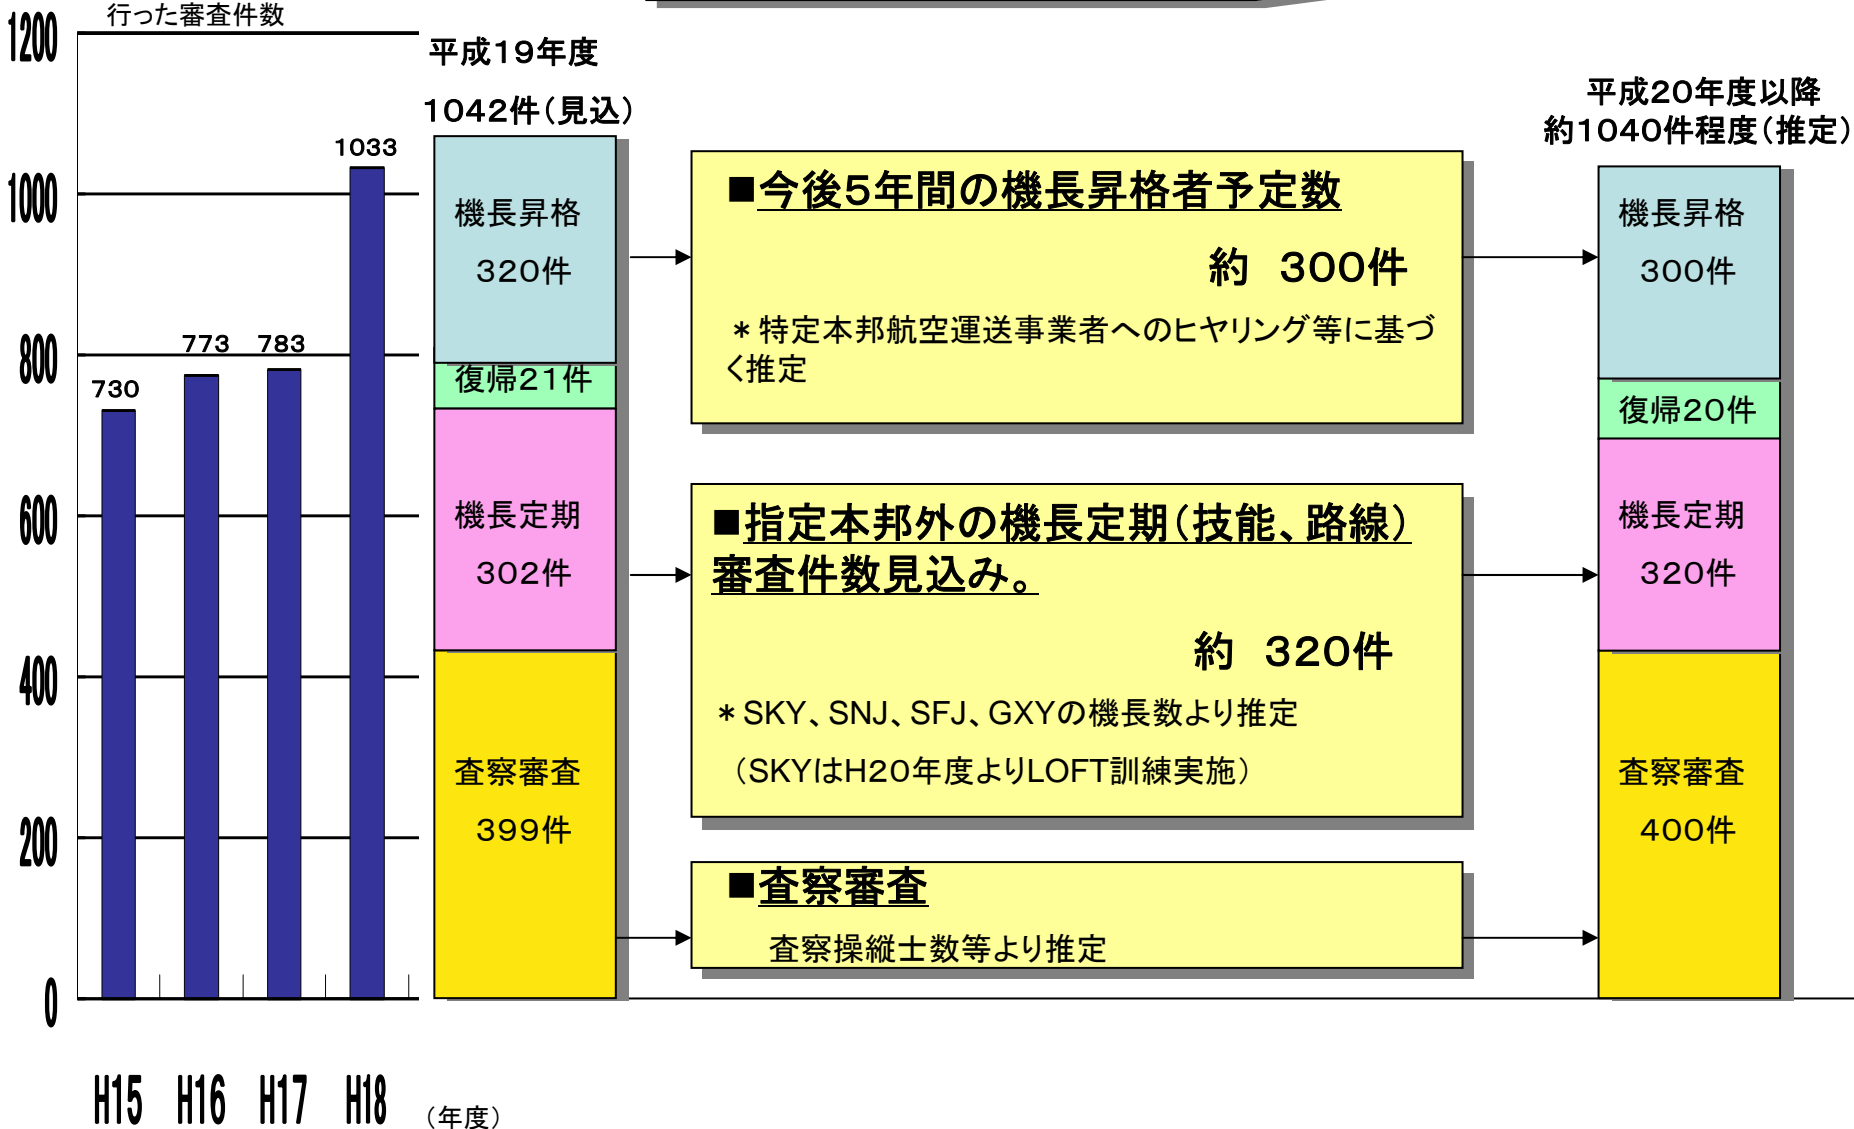 行った審査件数
1200
1000
800
600
400
200
0
730
773
783
1033
H15
H16
H17
H18
（年度）
平成19年度
1042件（見込）
機長昇格
320件
復帰21件
機長定期
302件
査察審査
399件
■今後5年間の機長昇格者予定数
約　300件
＊特定本邦航空運送事業者へのヒヤリング等に基づ
く推定
■指定本邦外の機長定期（技能、路線）
審査件数見込み。
約　320件
＊SKY、SNJ、SFJ、GXYの機長数より推定
（SKYはH20年度よりLOFT訓練実施）
■査察審査
査察操縦士数等より推定
平成20年度以降
約1040件程度（推定）
機長昇格
300件
復帰20件
機長定期
320件
査察審査
400件